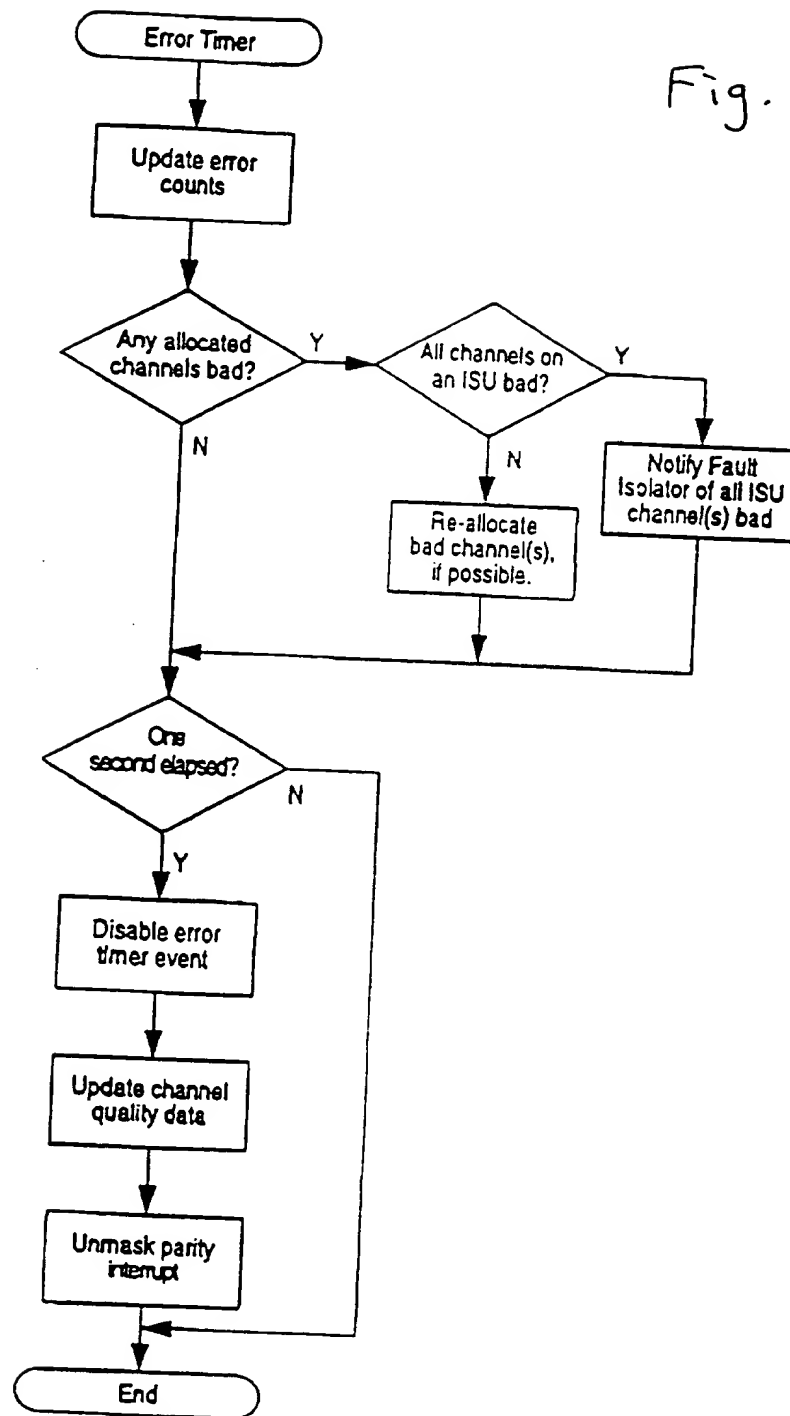 Error Timer
Fig.
Update error
counts
Any allocated
channels bad?
Y
All channels on
an ISU bad?
Y
N
N
Notify Fault
Isolator of all ISU
channel(s) bad
Re-allocate
bad channel(s),
if possible.
One
second elapsed?
N
Y
Disable error
timer event
Update channel
quality data
Unmask parity
interrupt
End